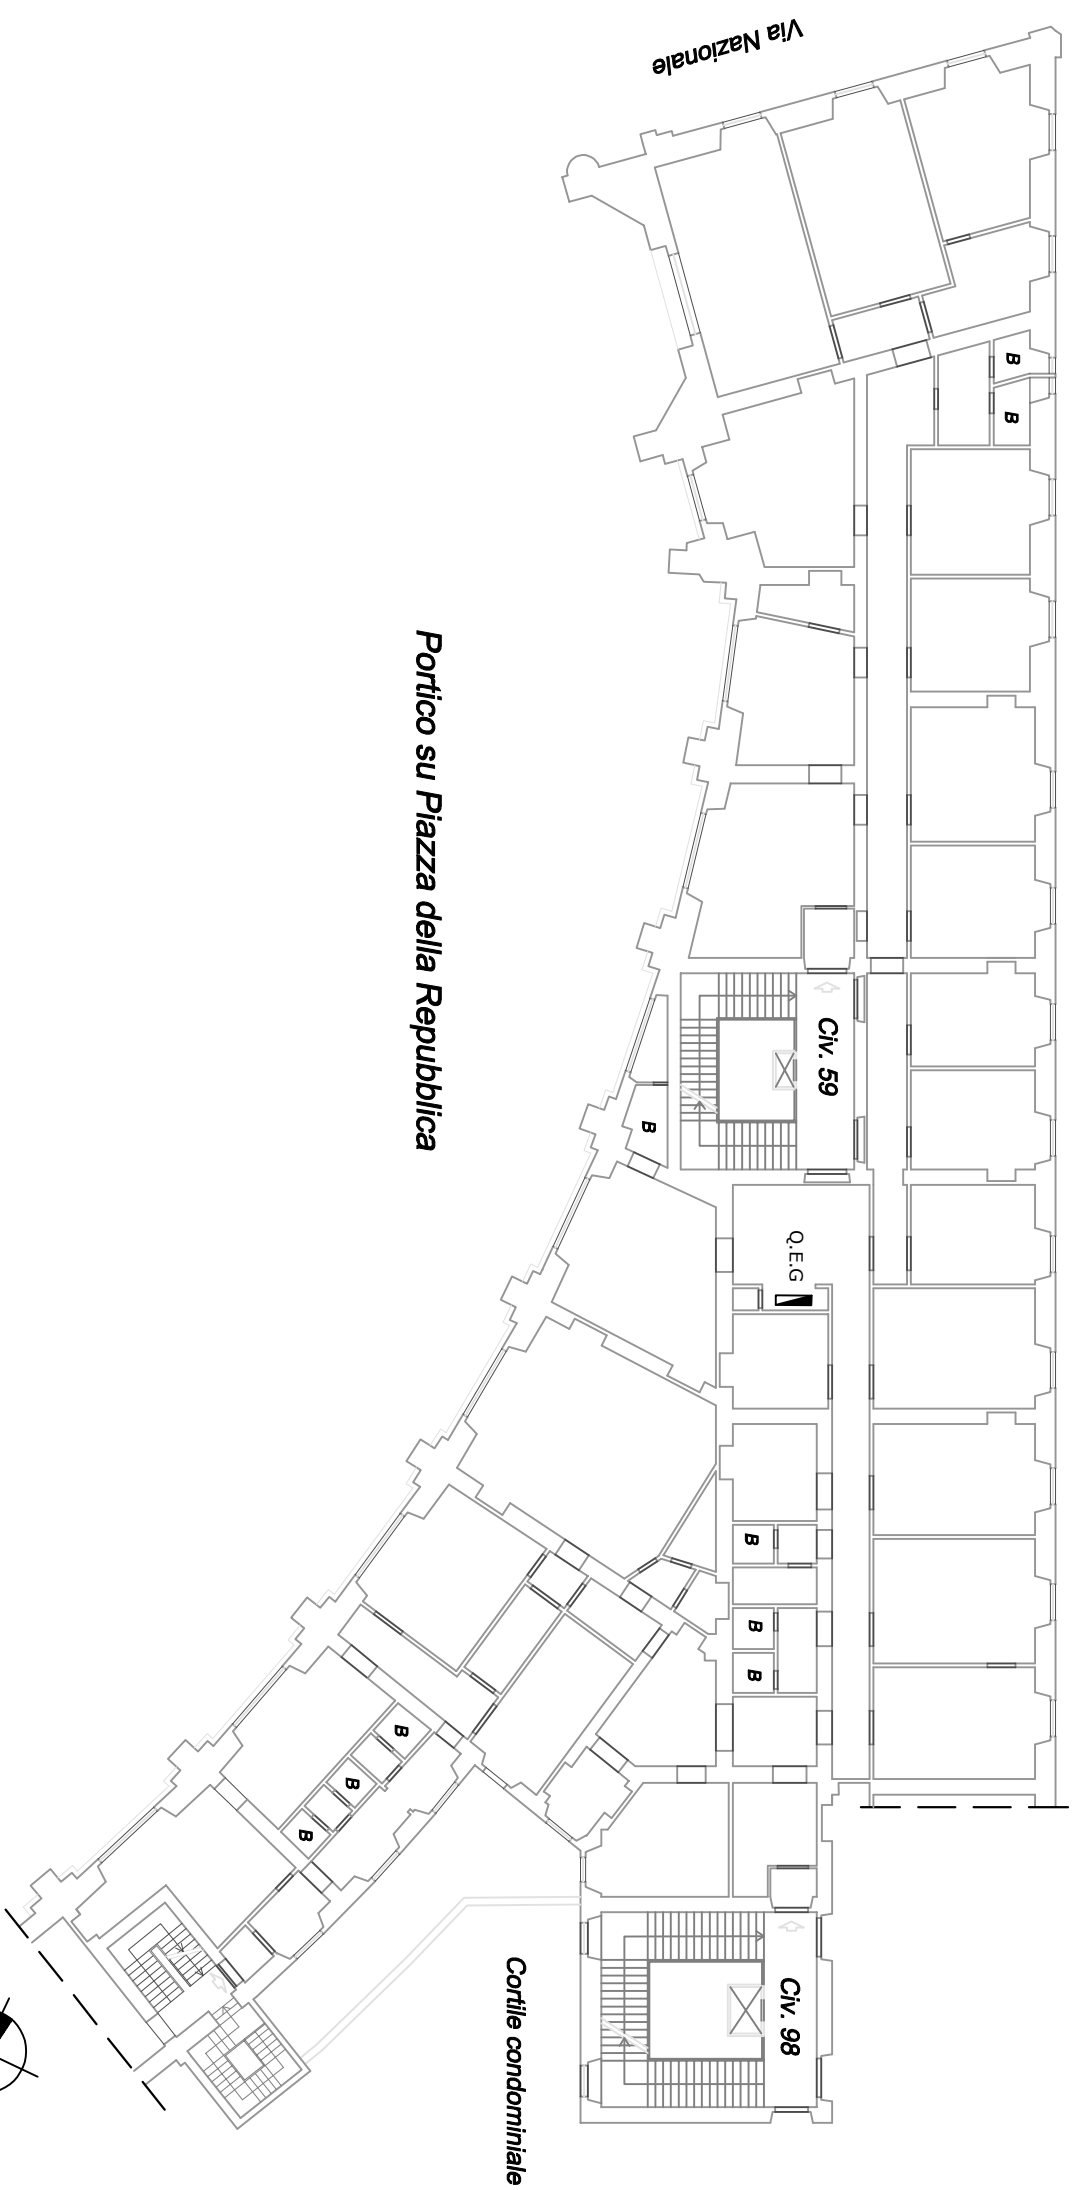 Via Nazionale
B
B
Portico su Piazza della Repubblica
Civ. 59
B
Q.E.G
B
B
B
B
B
B
Civ. 98
Cortile condominiale